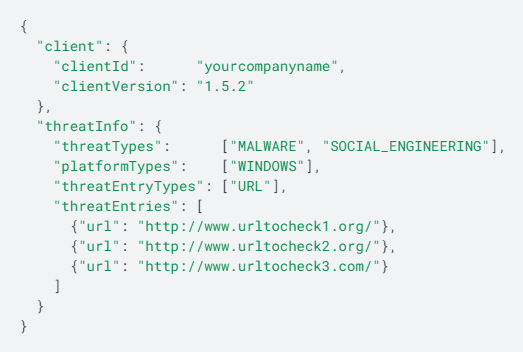 {
  "client": {
    "clientId":      "yourcompanyname",
    "clientVersion": "1.5.2"
  },
  "threatInfo": {
    "threatTypes":      ["MALWARE", "SOCIAL_ENGINEERING"],
    "platformTypes":    ["WINDOWS"],
    "threatEntryTypes": ["URL"],
    "threatEntries": [
      {"url": "http://www.urltocheck1.org/"},
      {"url": "http://www.urltocheck2.org/"},
      {"url": "http://www.urltocheck3.com/"}
    ]
  }
}